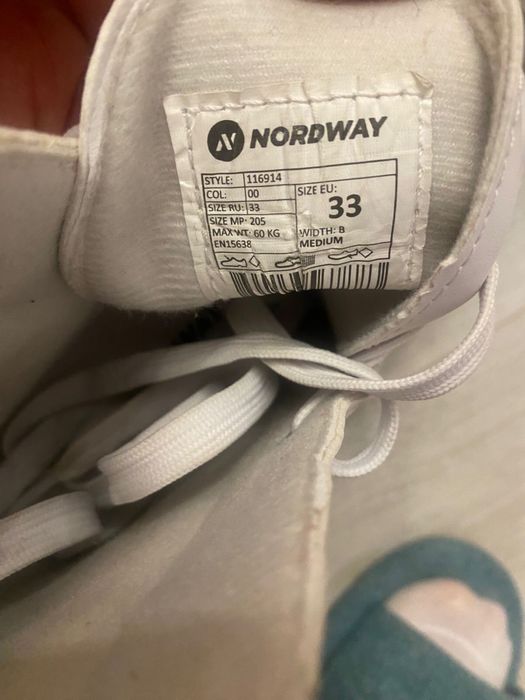 NORDWAY
STYLE: 116914
COL: 00
SIZE EU:
33
SIZE RU: 33
SIZE MP: 205
MAX WT: 60 KG
WIDTH: B
EN15638
MEDIUM